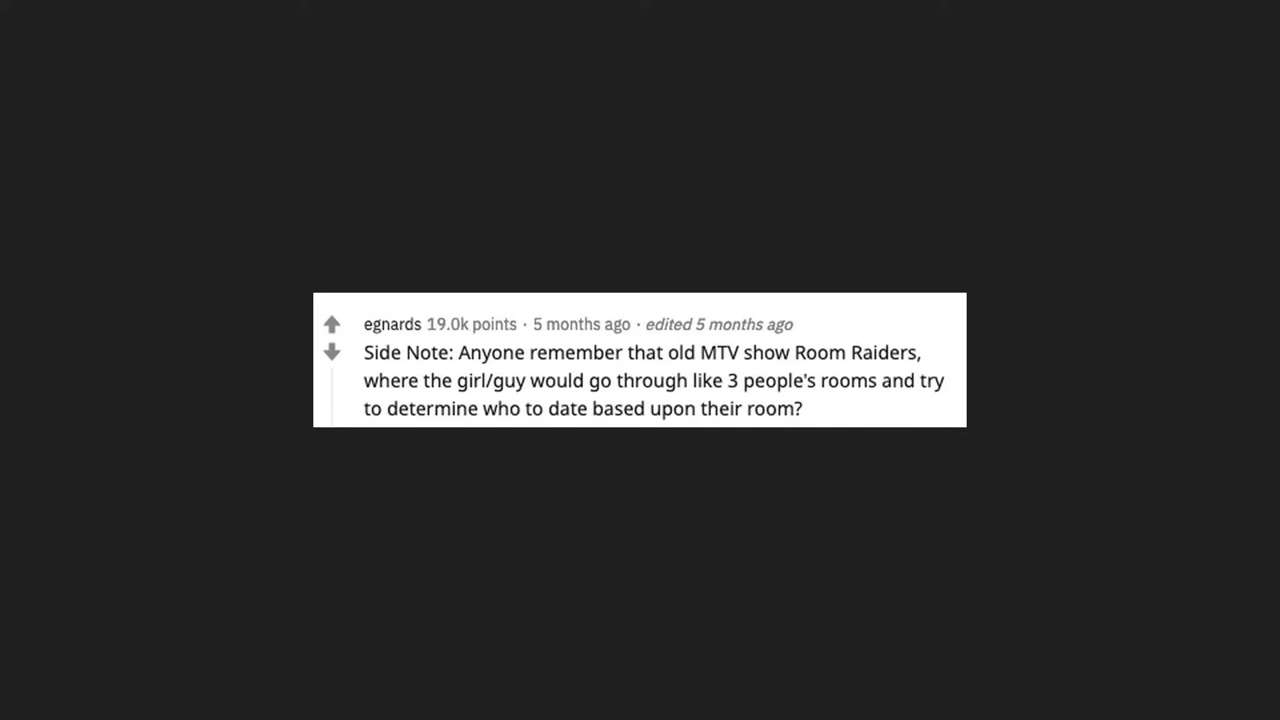 egnards 19.0k points · 5 months ago · edited 5 months ago
Side Note: Anyone remember that old MTV show Room Raiders,
where the girl/guy would go through like 3 people's rooms and try
to determine who to date based upon their room?